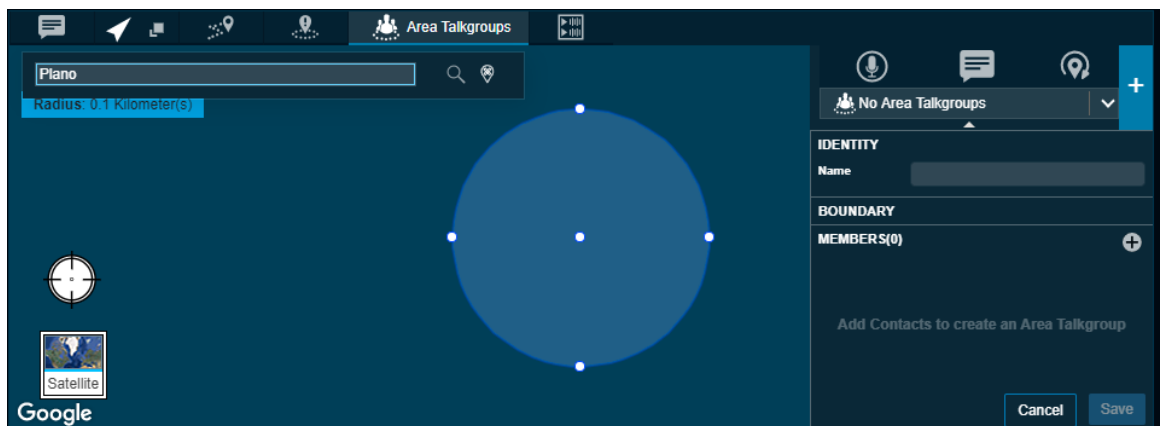 Area Talkgroups
Plano
Radius: 0.1 Kilometer(s)
No Area Talkgroups
IDENTITY
Name
BOUNDARY
MEMBERS(0)
Add Contacts to create an Area Talkgroup
Satellite
Google
Cancel
Save